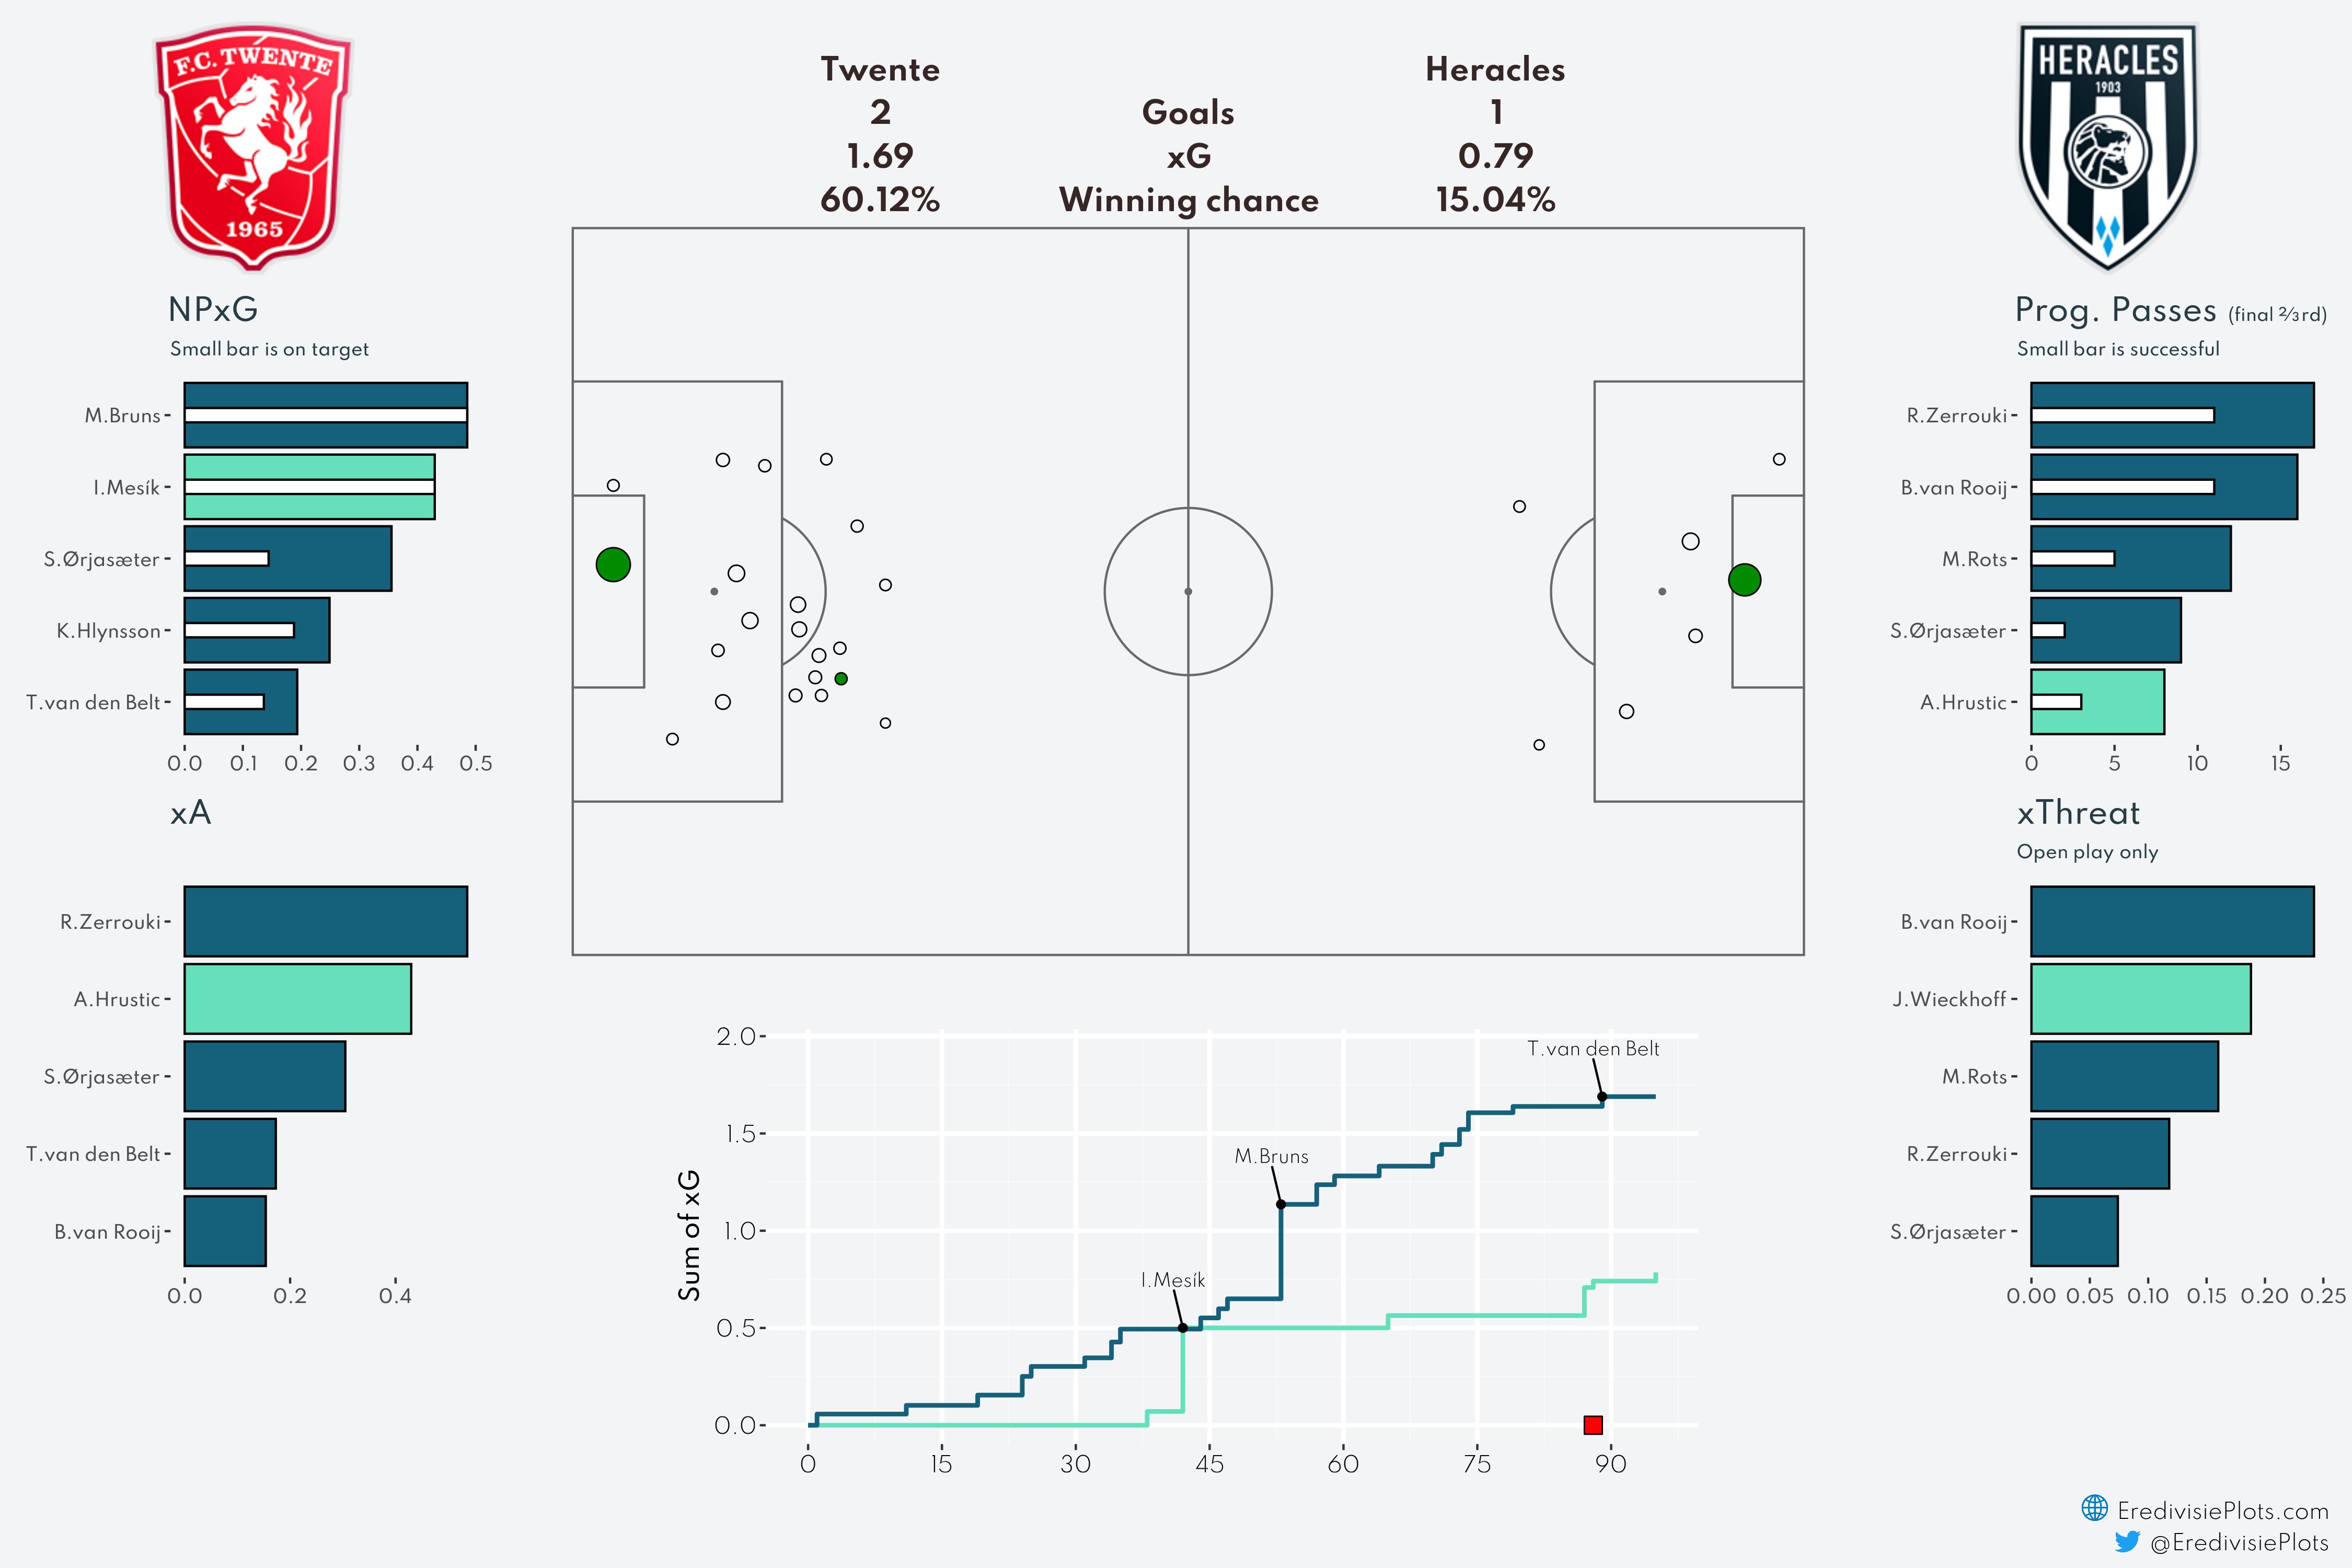 F.C. TWENTE
1965
Twente
Heracles
2
Goals
1
1.69
xG
0.79
60.12%
Winning chance
15.04%
HERACLES
1903
NPxG
Small bar is on target
M.Bruns
I.Mesík
S.Ørjasæter
K.Hlynsson
T.van den Belt
0.0 0.1 0.2 0.3 0.4 0.5
xA
R.Zerrouki
A.Hrustic
S.Ørjasæter
T.van den Belt
B.van Rooij
0.0 0.2 0.4
Sum of xG
2.0
1.5
1.0
0.5
0.0
T.van den Belt
M.Bruns
I.Mesík
0 15 30 45 60 75 90
Prog. Passes (final ⅔rd)
Small bar is successful
R.Zerrouki
B.van Rooij
M.Rots
S.Ørjasæter
A.Hrustic
0 5 10 15
xThreat
Open play only
B.van Rooij
J.Wieckhoff
M.Rots
R.Zerrouki
S.Ørjasæter
0.00 0.05 0.10 0.15 0.20 0.25
EredivisiePlots.com
@EredivisiePlots